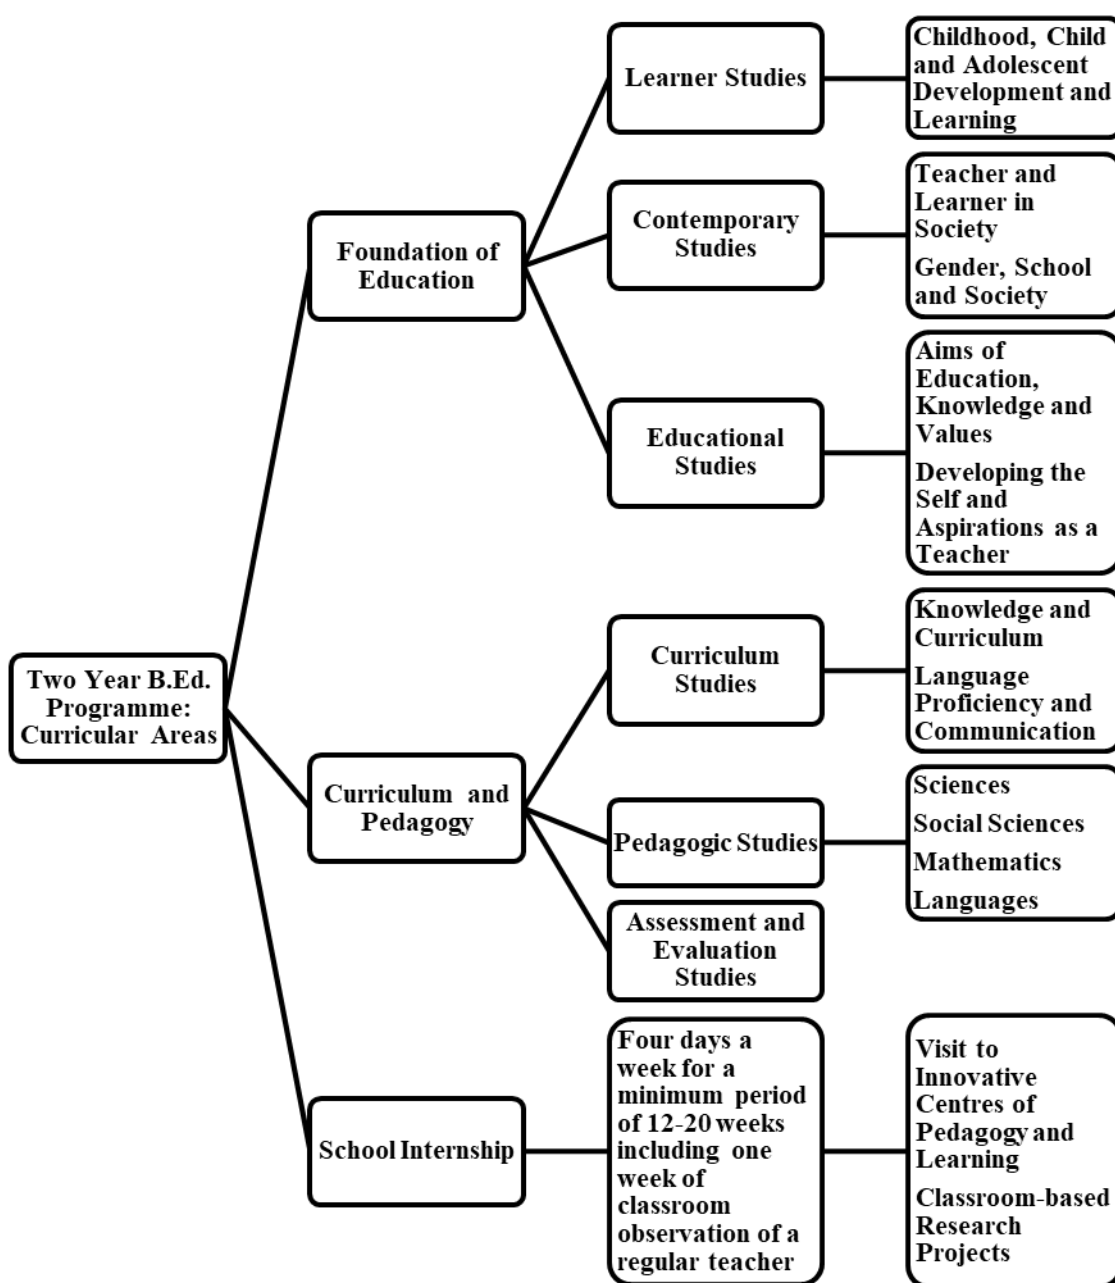 Two Year B.Ed.
Programme:
Curricular Areas
Foundation of
Education
Learner Studies
Childhood, Child
and Adolescent
Development and
Learning
Contemporary
Studies
Teacher and
Learner in
Society
Gender, School
and Society
Educational
Studies
Aims of
Education,
Knowledge and
Values
Developing the
Self and
Aspirations as a
Teacher
Curriculum and
Pedagogy
Curriculum
Studies
Knowledge and
Curriculum
Language
Proficiency and
Communication
Pedagogic Studies
Sciences
Social Sciences
Mathematics
Languages
Assessment and
Evaluation
Studies
School Internship
Four days a
week for a
minimum period
of 12-20 weeks
including one
week of
classroom
observation of a
regular teacher
Visit to
Innovative
Centres of
Pedagogy and
Learning
Classroom-based
Research
Projects